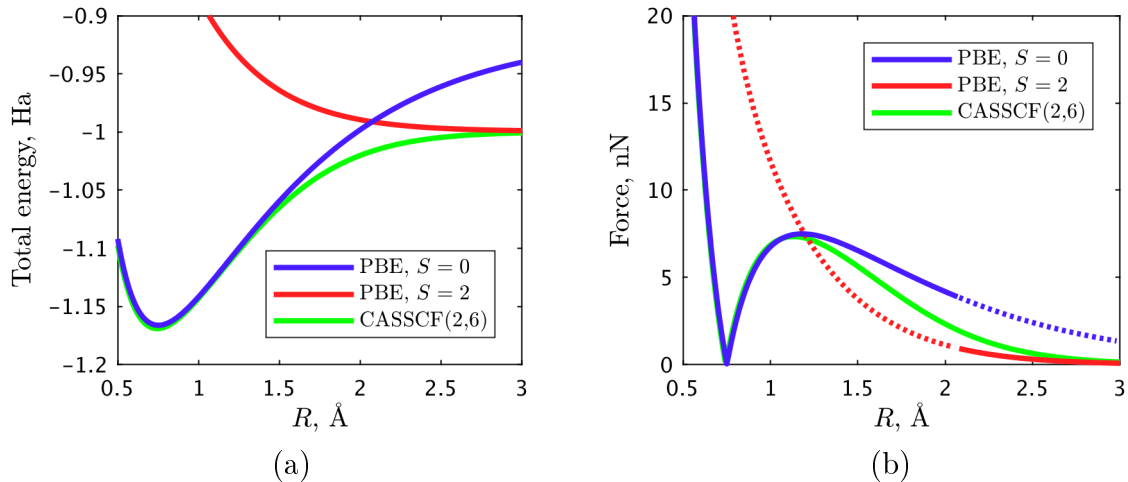 Total energy, Ha
-0.9
-0.95
-1
-1.05
-1.1
-1.15
-1.2
PBE, S = 0
PBE, S = 2
CASSCF(2,6)
0.5 1 1.5 2 2.5 3
R, Å
(a)
Force, nN
20
15
10
5
0
PBE, S = 0
PBE, S = 2
CASSCF(2,6)
0.5 1 1.5 2 2.5 3
R, Å
(b)